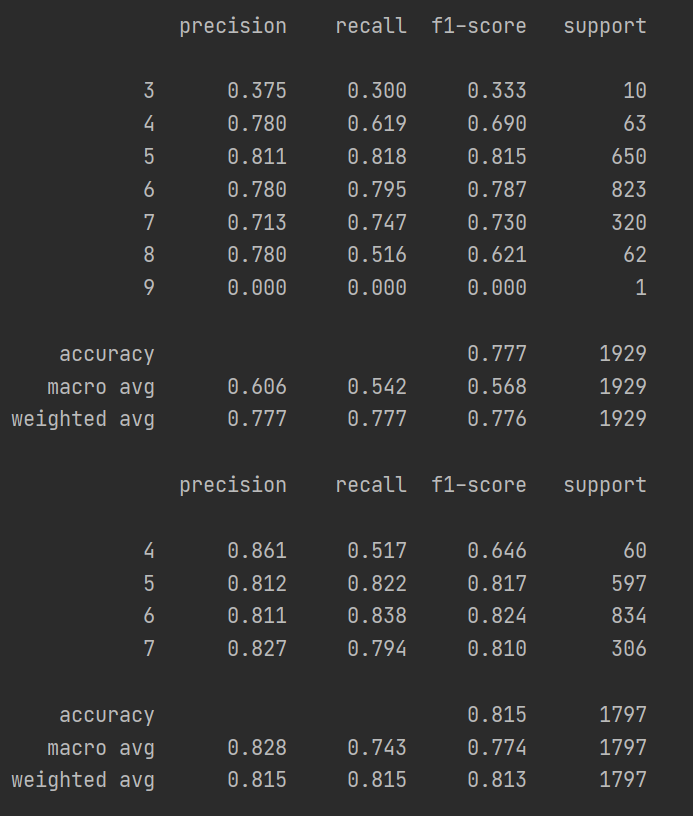 precision recall f1-score support
3 0.375 0.300 0.333 10
4 0.780 0.619 0.690 63
5 0.811 0.818 0.815 650
6 0.780 0.795 0.787 823
7 0.713 0.747 0.730 320
8 0.780 0.516 0.621 62
9 0.000 0.000 0.000 1
accuracy 0.777 1929
macro avg 0.606 0.542 0.568 1929
weighted avg 0.777 0.777 0.776 1929
precision recall f1-score support
4 0.861 0.517 0.646 60
5 0.812 0.822 0.817 597
6 0.811 0.838 0.824 834
7 0.827 0.794 0.810 306
accuracy 0.815 1797
macro avg 0.828 0.743 0.774 1797
weighted avg 0.815 0.815 0.813 1797